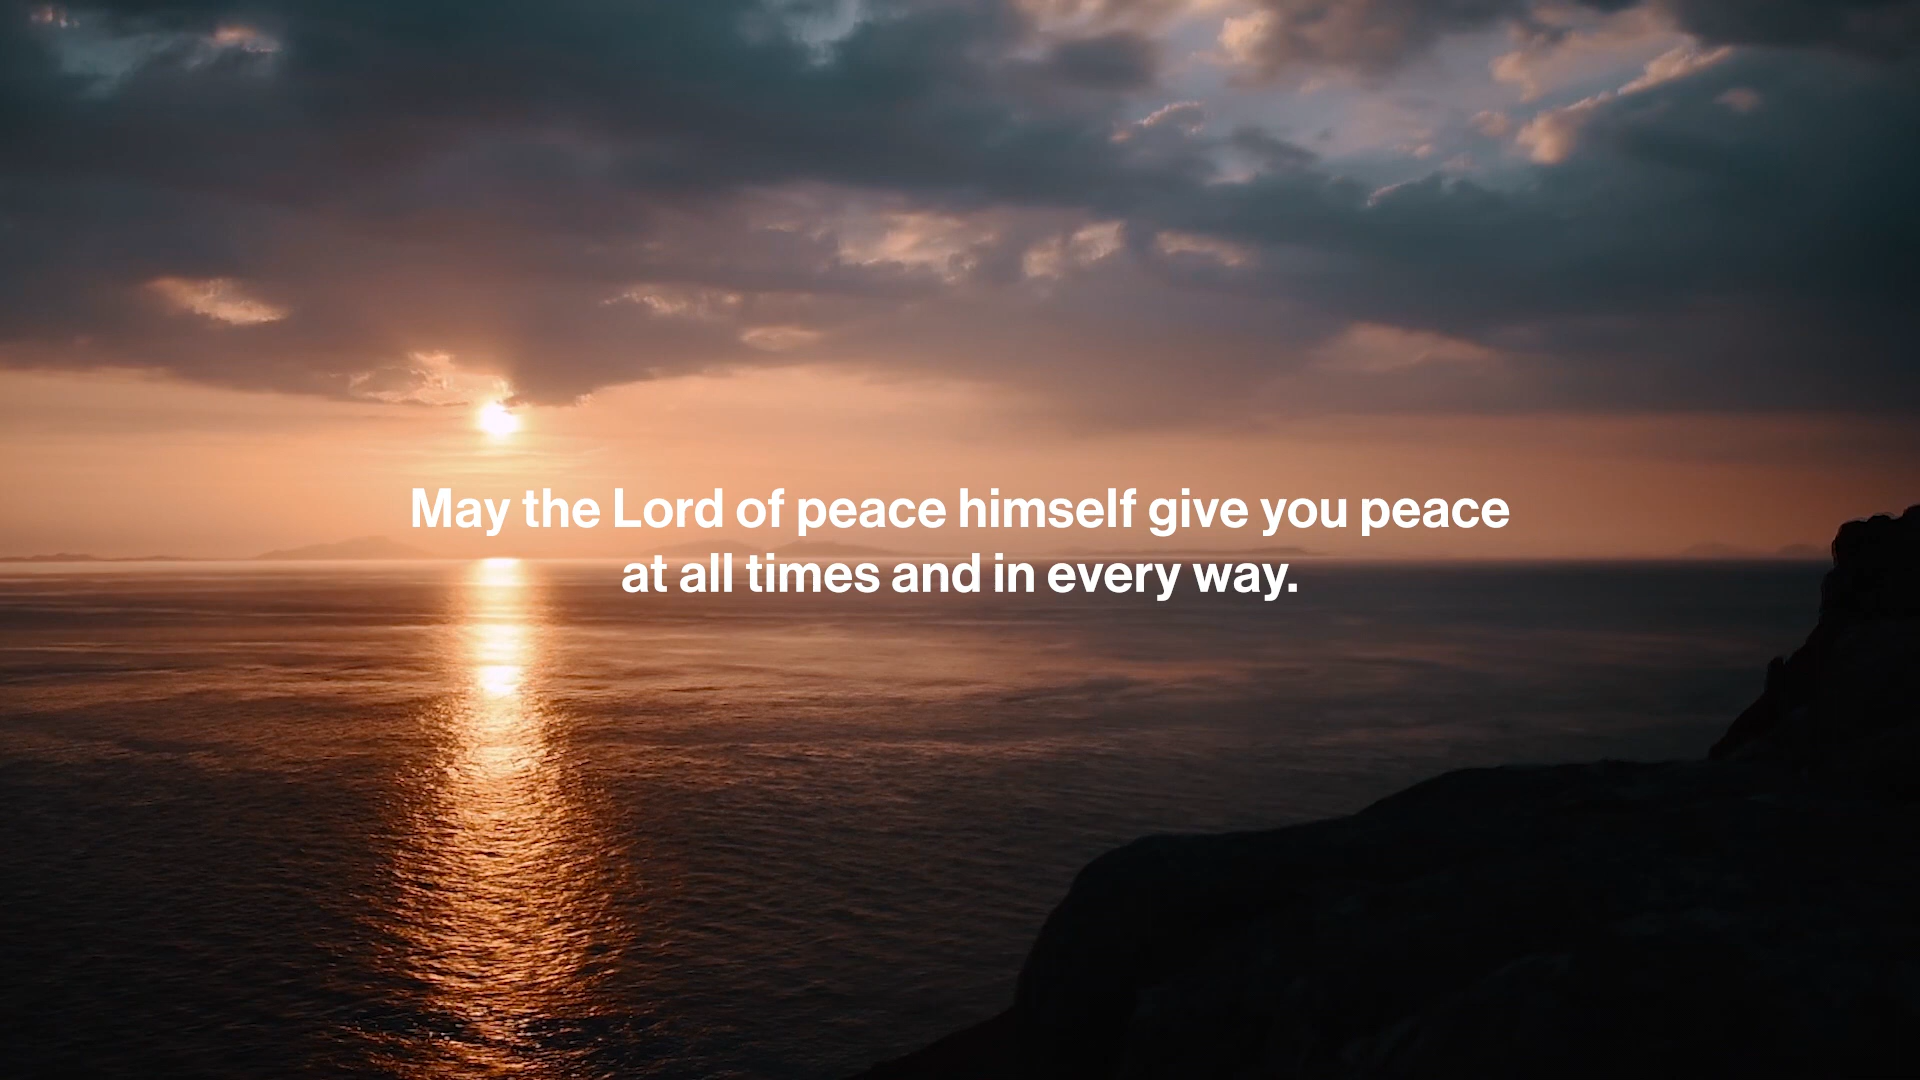 May the Lord of peace himself give you peace
at all times and in every way.